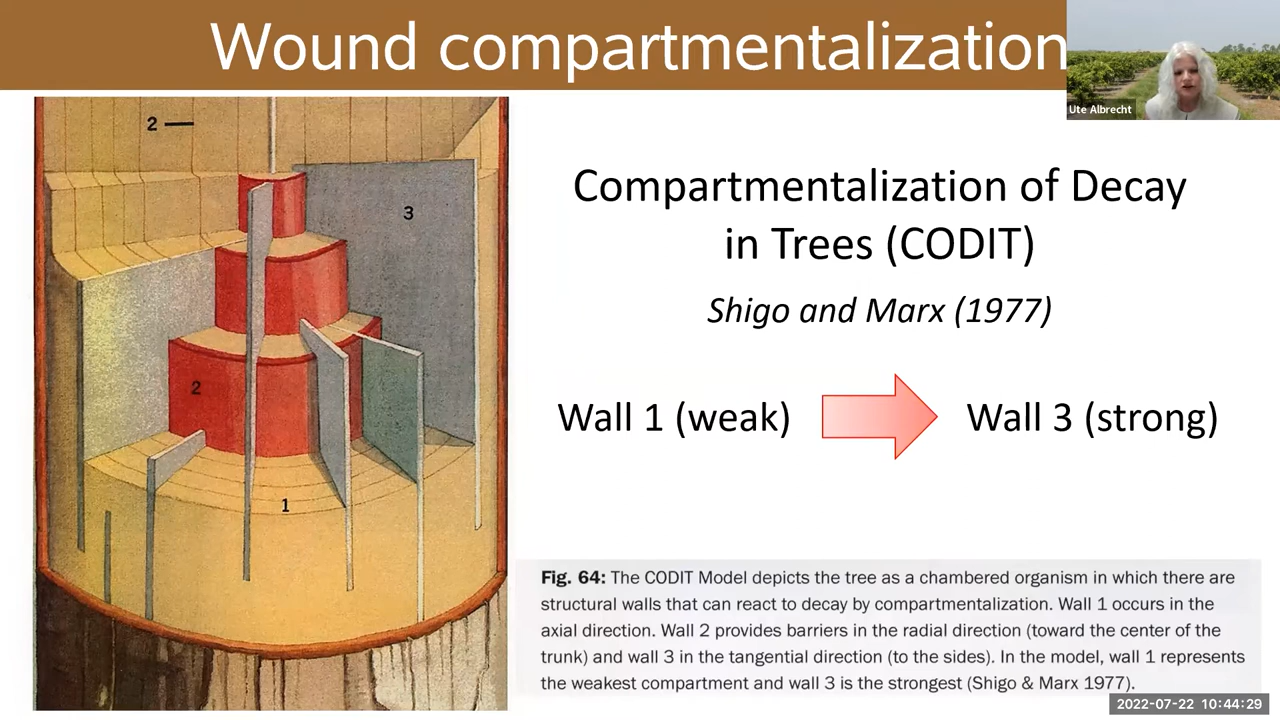 Wound compartmentalization
Ute Albrecht
2
3
2
1
Compartmentalization of Decay
in Trees (CODIT)
Shigo and Marx (1977)
Wall 1 (weak)
Wall 3 (strong)
Fig. 64: The CODIT Model depicts the tree as a chambered organism in which there are
structural walls that can react to decay by compartmentalization. Wall 1 occurs in the
axial direction. Wall 2 provides barriers in the radial direction (toward the center of the
trunk) and wall 3 in the tangential direction (to the sides). In the model, wall 1 represents
the weakest compartment and wall 3 is the strongest (Shigo & Marx 1977).
2022-07-22 10:44:29